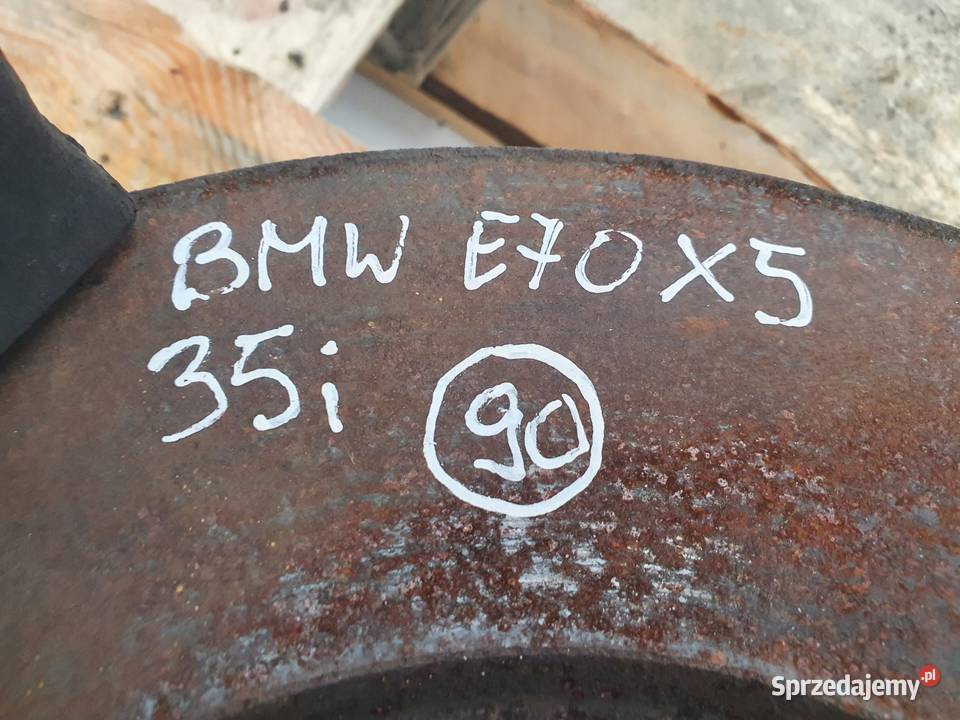 BMW E70 X5
35i 90
Sprzedajemy.pl